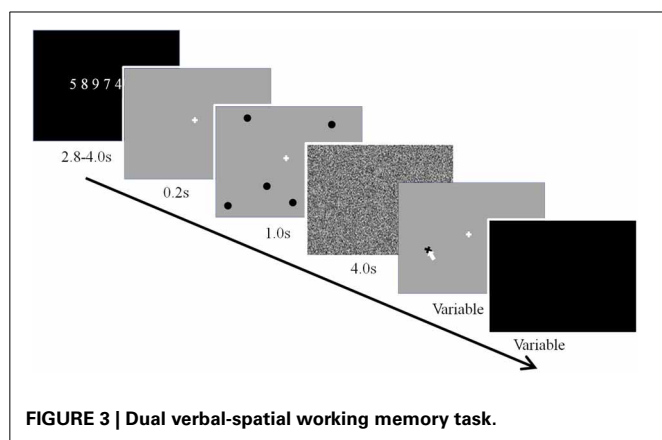 5 8 9 7 4
2.8-4.0s
0.2s
1.0s
4.0s
Variable
Variable
FIGURE 3 | Dual verbal-spatial working memory task.